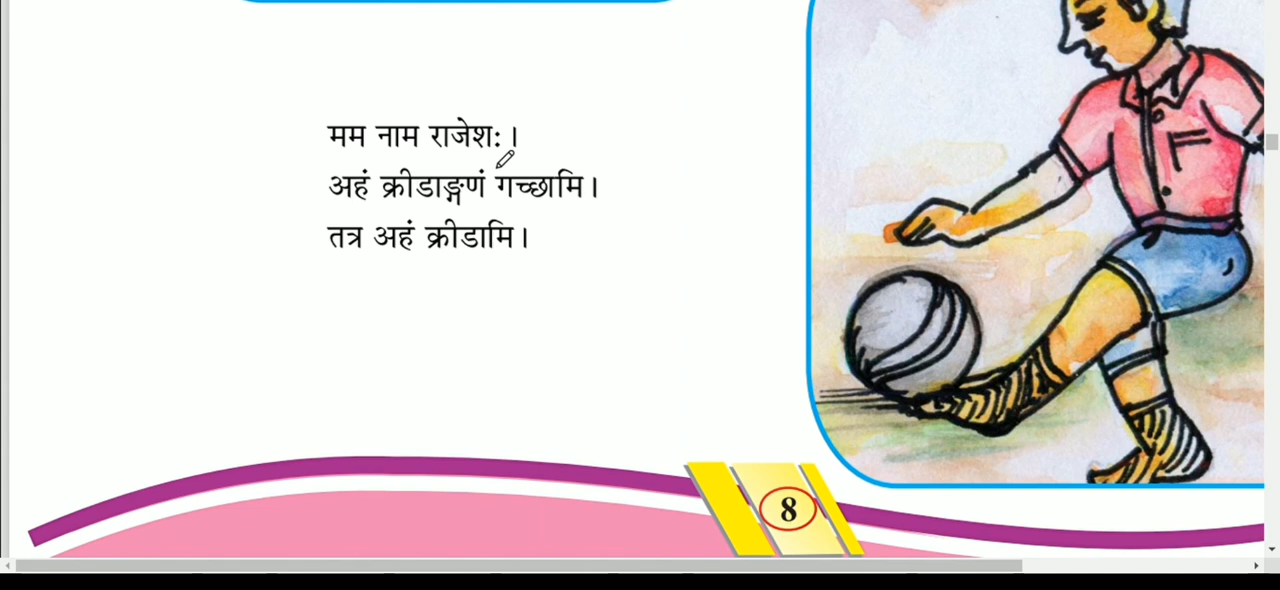 मम नाम राजेशः।
अहं क्रीडाङ्गणं गच्छामि।
तत्र अहं क्रीडामि।
8